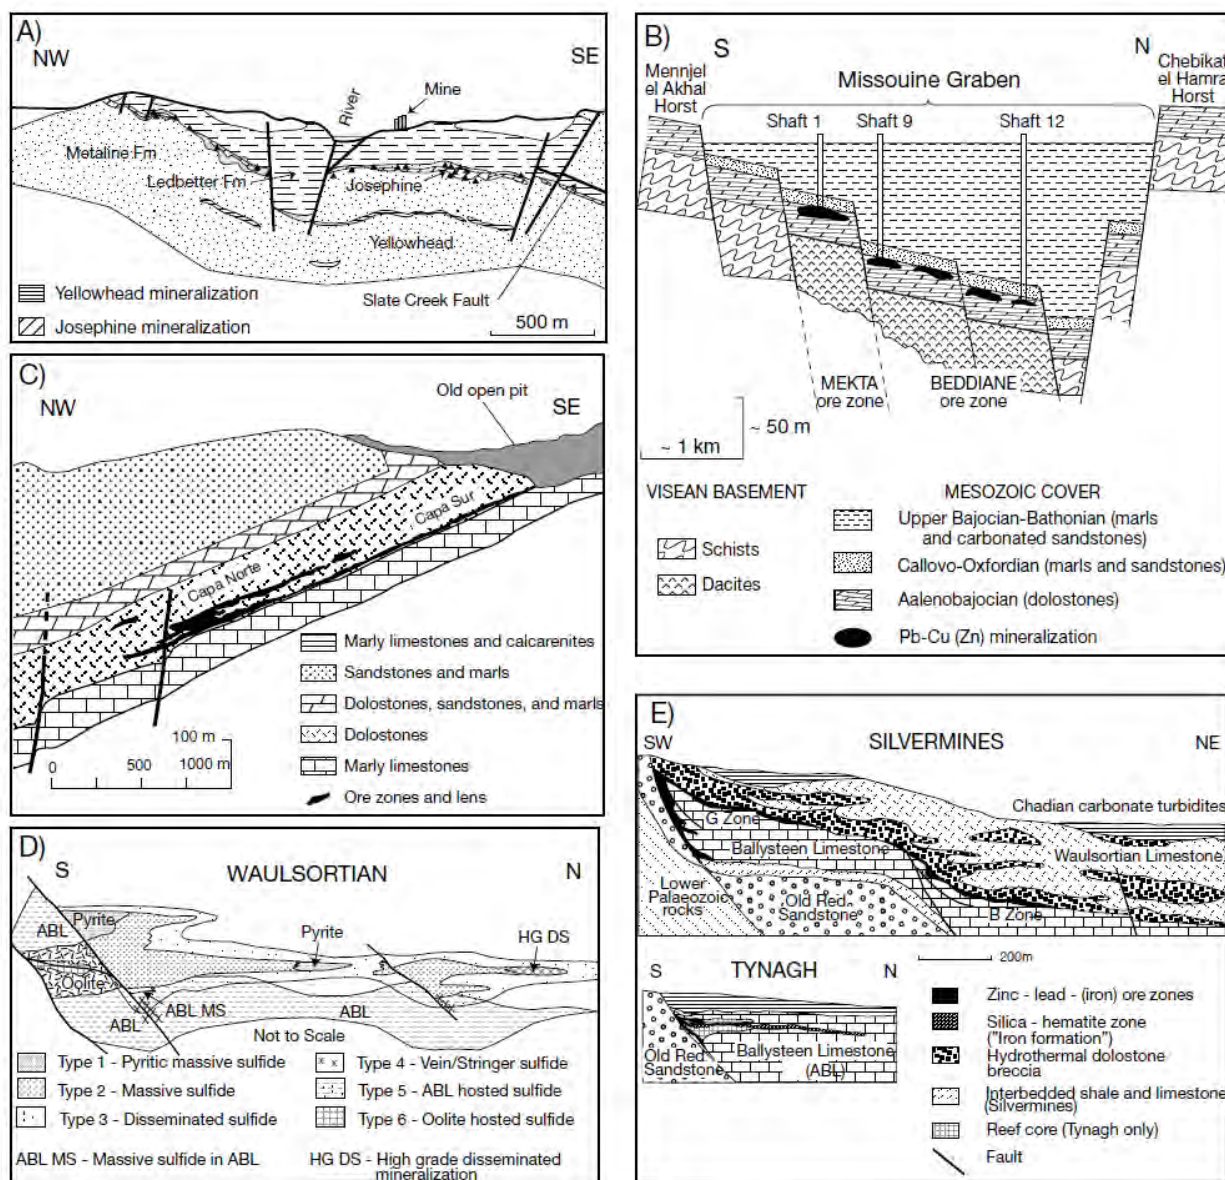 A)
NW
SE
River
Mine
Metaline Fm
Ledbetter Fm
Josephine
Yellowhead
Yellowhead mineralization
Josephine mineralization
Slate Creek Fault
500 m
B)
S
N
Mennjel
el Akhal
Horst
Missouine Graben
Chebikat
el Hamra
Horst
Shaft 1
Shaft 9
Shaft 12
MEKTA
ore zone
BEDDIANE
ore zone
~ 50 m
~ 1 km
VISEAN BASEMENT
Schists
Dacites
MESOZOIC COVER
Upper Bajocian-Bathonian (marls
and carbonated sandstones)
Callovo-Oxfordian (marls and sandstones)
Aalenobajocian (dolostones)
Pb-Cu (Zn) mineralization
C)
NW
SE
Old open pit
Capa Sur
Capa Norte
100 m
0 500 1000 m
Marly limestones and calcarenites
Sandstones and marls
Dolostones, sandstones, and marls
Dolostones
Marly limestones
Ore zones and lens
D)
S
WAULSORTIAN
N
ABL
Pyrite
Pyrite
HG DS
Oolite
ABL MS
ABL
ABL
Not to Scale
Type 1 - Pyritic massive sulfide
Type 2 - Massive sulfide
Type 3 - Disseminated sulfide
Type 4 - Vein/Stringer sulfide
Type 5 - ABL hosted sulfide
Type 6 - Oolite hosted sulfide
ABL MS - Massive sulfide in ABL
HG DS - High grade disseminated
mineralization
E)
SW
SILVERMINES
NE
Chadian carbonate turbidites
G Zone
Ballysteen Limestone
Waulsortian Limestone
Lower
Palaeozoic
rocks
Old Red
Sandstone
B Zone
200m
S
TYNAGH
N
Old Red
Sandstone
Ballysteen Limestone
(ABL)
Zinc - lead - (iron) ore zones
Silica - hematite zone
("Iron formation")
Hydrothermal dolostone
breccia
Interbedded shale and limestone
(Silvermines)
Reef core (Tynagh only)
Fault